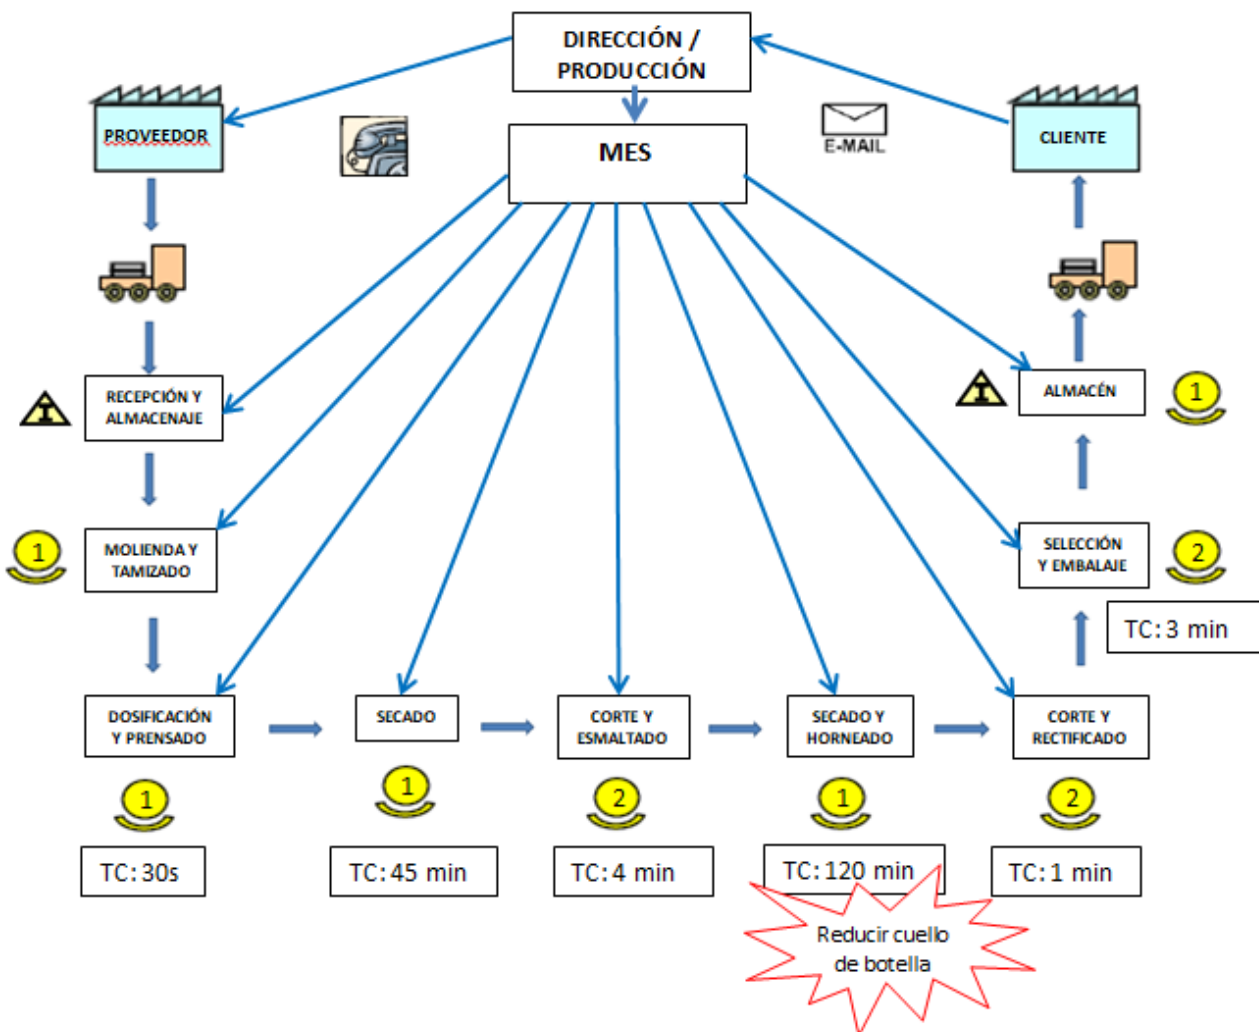 DIRECCIÓN /
PRODUCCIÓN
PROVEEDOR
E-MAIL
CLIENTE
MES
RECEPCIÓN Y
ALMACENAJE
I
I
ALMACÉN
1
1
MOLIENDA Y
TAMIZADO
SELECCIÓN
Y EMBALAJE
2
TC: 3 min
DOSIFICACIÓN
Y PRENSADO
SECADO
CORTE Y
ESMALTADO
SECADO Y
HORNEADO
CORTE Y
RECTIFICADO
1
1
2
1
2
TC: 30s
TC: 45 min
TC: 4 min
TC: 120 min
TC: 1 min
Reducir cuello
de botella